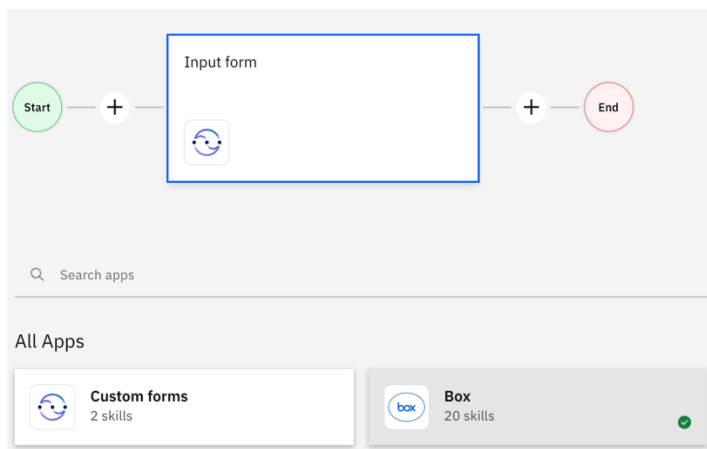 Input form
Start
+
+
End
Search apps
All Apps
Custom forms
2 skills
box
Box
20 skills